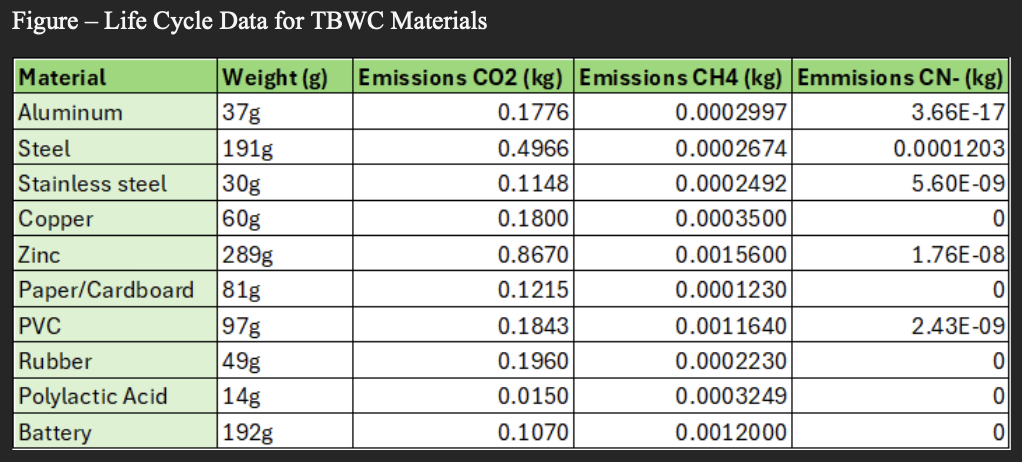 Figure – Life Cycle Data for TBWC Materials
Material Weight (g) Emissions CO2 (kg) Emissions CH4 (kg) Emmisions CN- (kg)
Aluminum 37g 0.1776 0.0002997 3.66E-17
Steel 191g 0.4966 0.0002674 0.0001203
Stainless steel 30g 0.1148 0.0002492 5.60E-09
Copper 60g 0.1800 0.0003500 0
Zinc 289g 0.8670 0.0015600 1.76E-08
Paper/Cardboard 81g 0.1215 0.0001230 0
PVC 97g 0.1843 0.0011640 2.43E-09
Rubber 49g 0.1960 0.0002230 0
Polylactic Acid 14g 0.0150 0.0003249 0
Battery 192g 0.1070 0.0012000 0